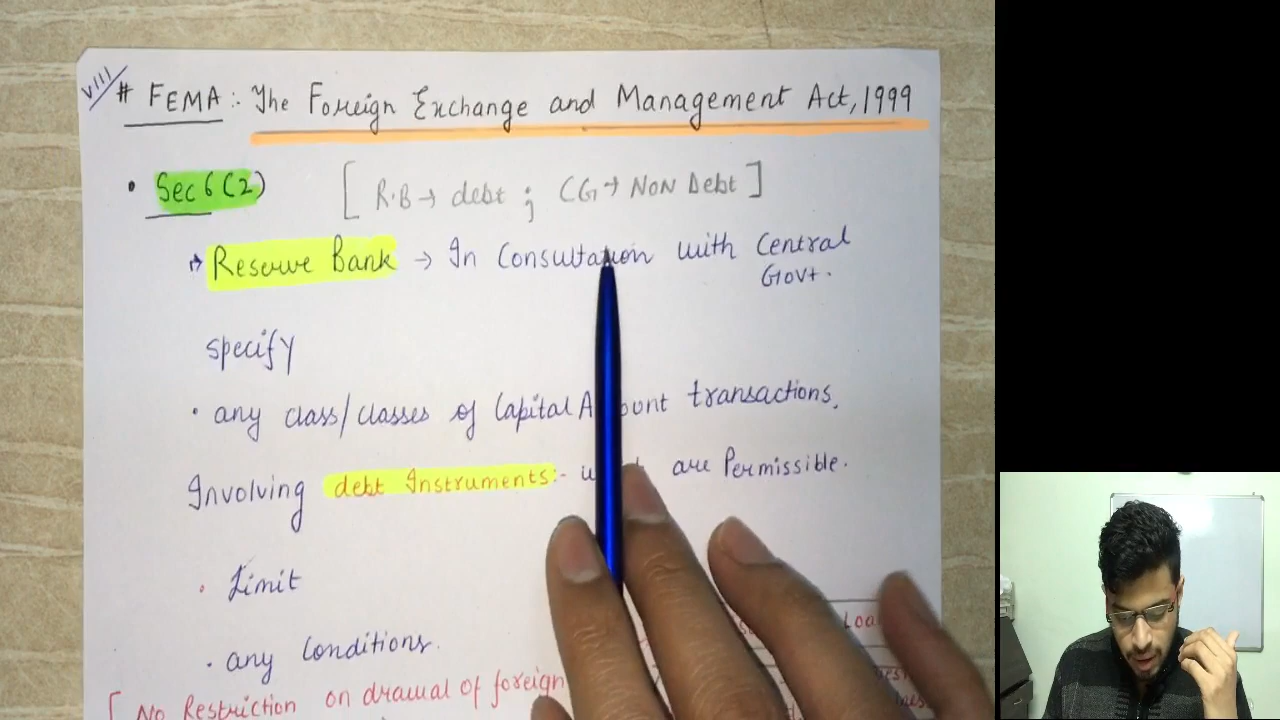 VIII # FEMA:- The Foreign Exchange and Management Act, 1999
• Sec 6(2) [R.B → debt ; CG → NON Debt]
→ Reserve Bank → In Consultation with Central
Govt.
specify
• any class/classes of Capital Account transactions.
Involving debt Instruments:- are Permissible.
• Limit
• any Conditions.
[ No Restriction on drawal of foreign